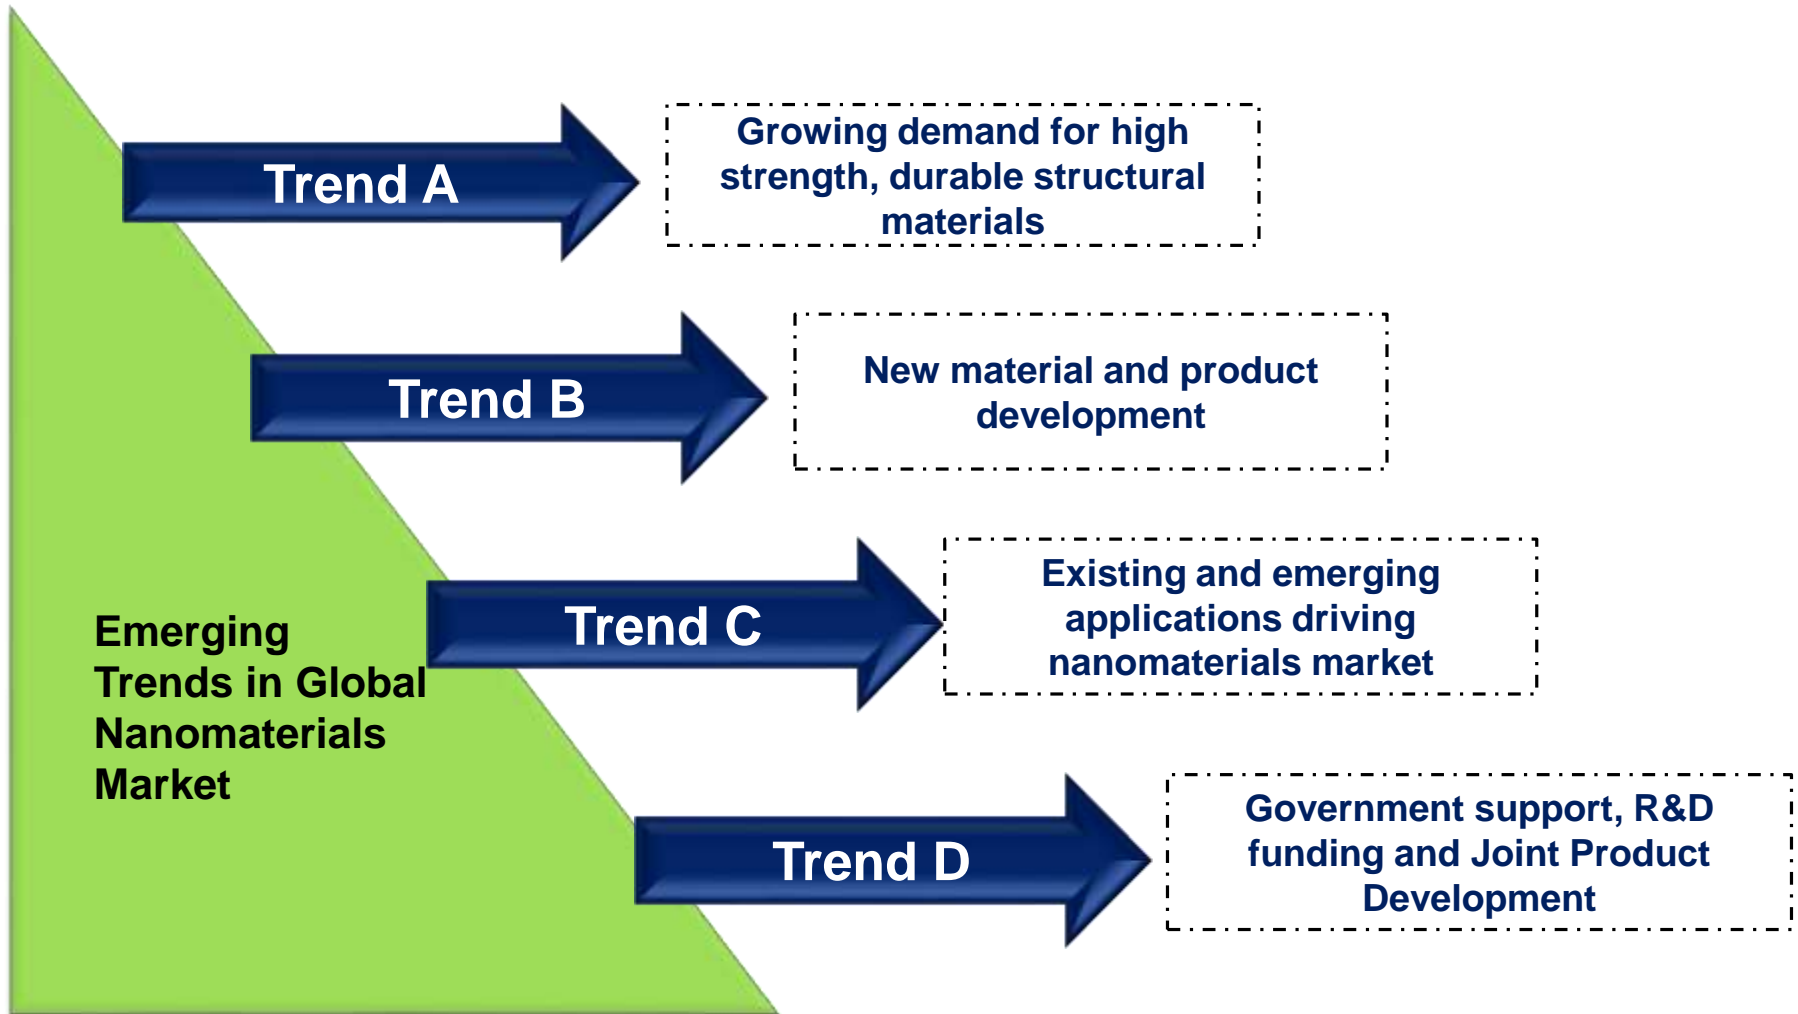 Trend A
Growing demand for high
strength, durable structural
materials
Trend B
New material and product
development
Trend C
Existing and emerging
applications driving
nanomaterials market
Emerging
Trends in Global
Nanomaterials
Market
Trend D
Government support, R&D
funding and Joint Product
Development